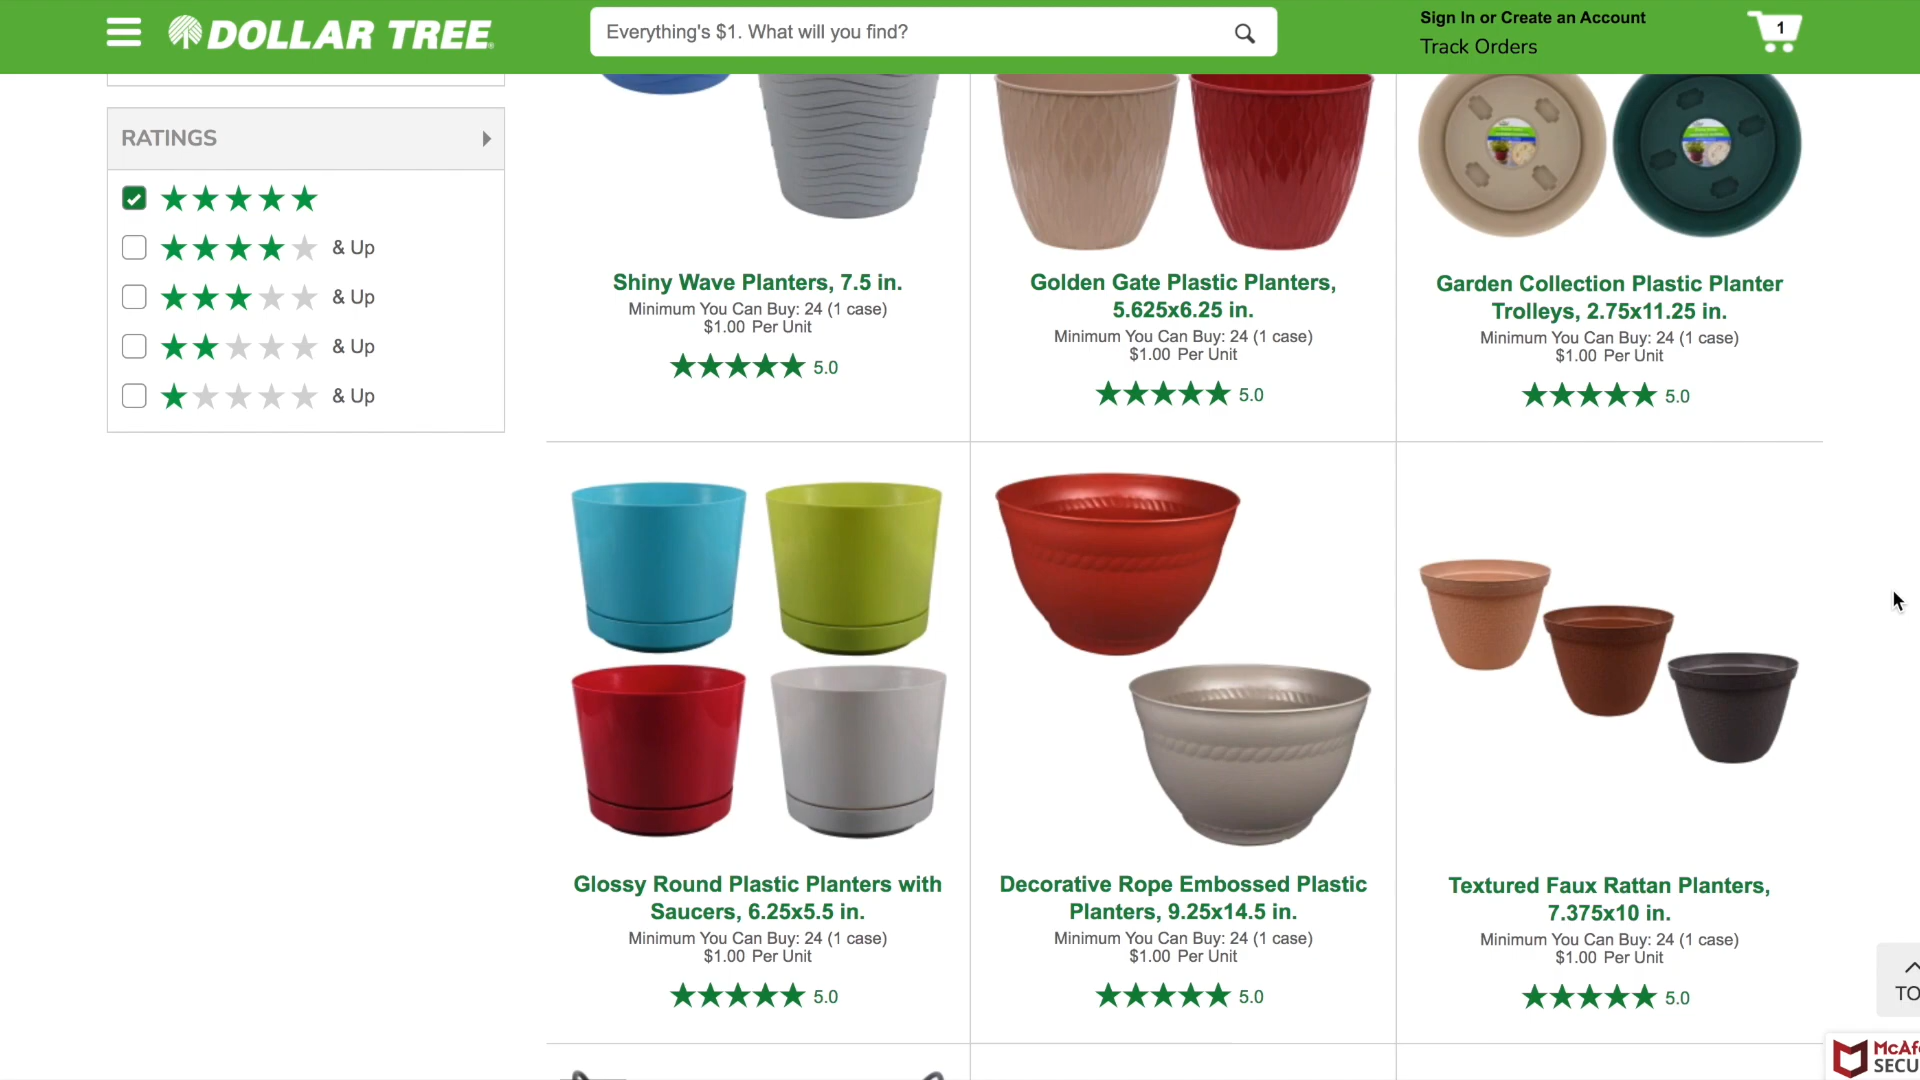 DOLLAR TREE
Everything's $1. What will you find?
Sign In or Create an Account
Track Orders
1
RATINGS
& Up
& Up
& Up
& Up
Shiny Wave Planters, 7.5 in.
Minimum You Can Buy: 24 (1 case)
$1.00 Per Unit
5.0
Golden Gate Plastic Planters,
5.625x6.25 in.
Minimum You Can Buy: 24 (1 case)
$1.00 Per Unit
5.0
Garden Collection Plastic Planter
Trolleys, 2.75x11.25 in.
Minimum You Can Buy: 24 (1 case)
$1.00 Per Unit
5.0
Glossy Round Plastic Planters with
Saucers, 6.25x5.5 in.
Minimum You Can Buy: 24 (1 case)
$1.00 Per Unit
5.0
Decorative Rope Embossed Plastic
Planters, 9.25x14.5 in.
Minimum You Can Buy: 24 (1 case)
$1.00 Per Unit
5.0
Textured Faux Rattan Planters,
7.375x10 in.
Minimum You Can Buy: 24 (1 case)
$1.00 Per Unit
5.0
TO
McAfe
SECU